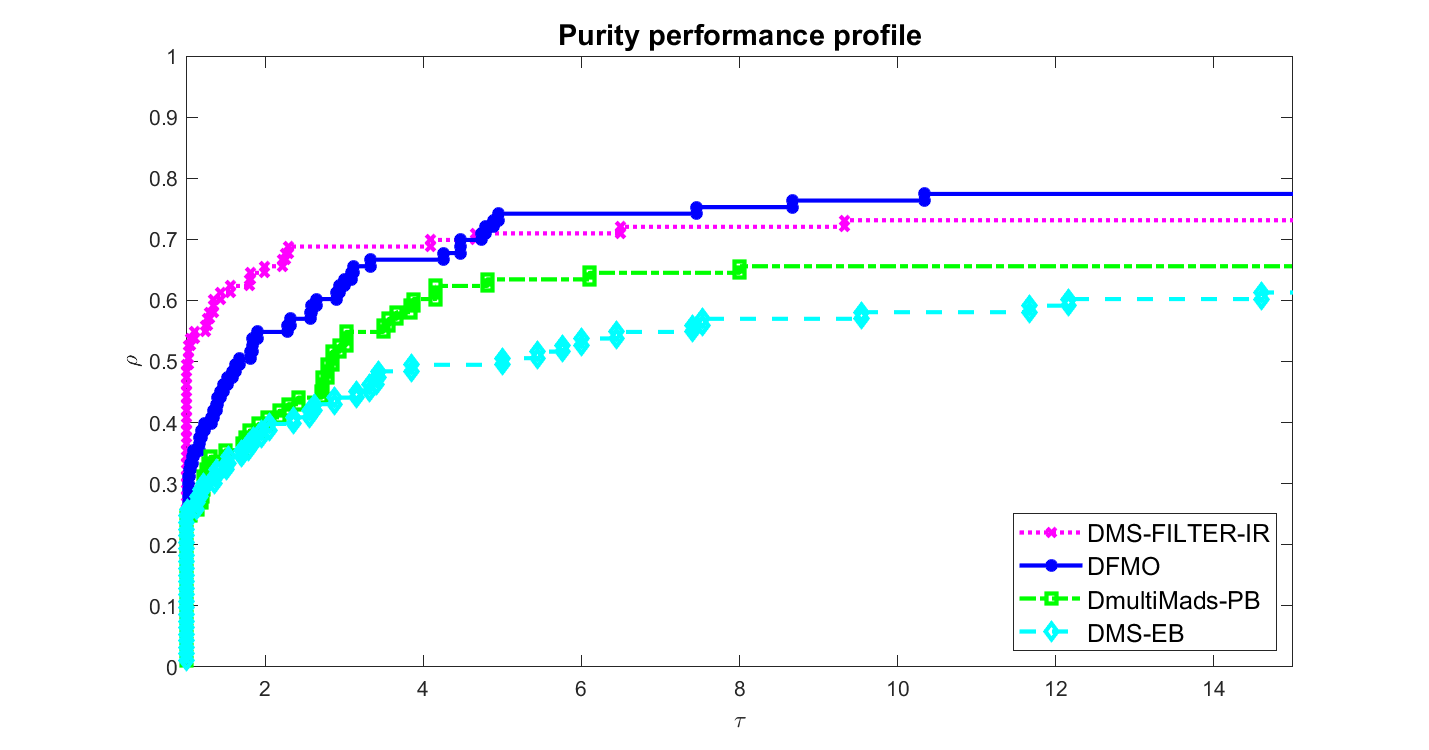 Purity performance profile
1
0.9
0.8
0.7
0.6
0.5
0.4
0.3
0.2
0.1
0
ρ
2 4 6 8 10 12 14
τ
DMS-FILTER-IR
DFMO
DmultiMads-PB
DMS-EB